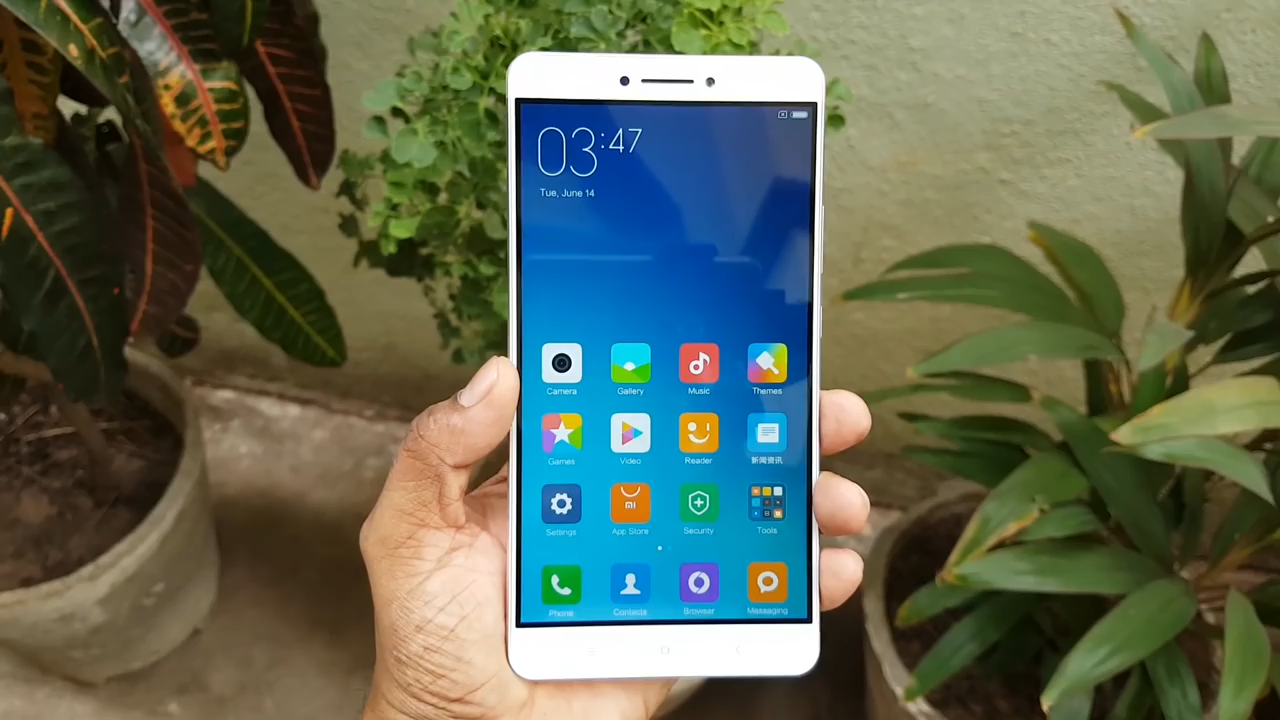 03:47
Tue, June 14
Camera Gallery Music Themes
Games Video Reader 新闻资讯
mi
Settings App Store Security Tools
Phone Contacts Browser Messaging